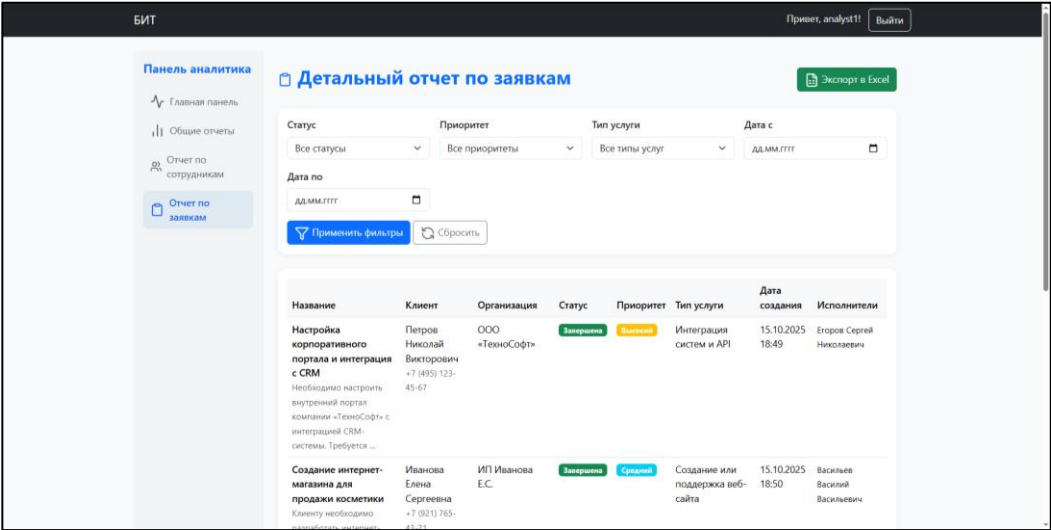 БИТ
Привет, analyst1!
Выйти
Панель аналитика
Главная панель
Общие отчеты
Отчет по
сотрудникам
Отчет по
заявкам
Детальный отчет по заявкам
Экспорт в Excel
Статус
Приоритет
Тип услуги
Дата с
Все статусы
Все приоритеты
Все типы услуг
дд.мм.гггг
Дата по
дд.мм.гггг
Применить фильтры
Сбросить
Название
Клиент
Организация
Статус
Приоритет
Тип услуги
Дата
создания
Исполнители
Настройка
корпоративного
портала и интеграция
с CRM
Необходимо настроить
внутренний портал
компании «ТехноСофт» с
интеграцией CRM-
системы. Требуется ...
Петров
Николай
Викторович
+7 (495) 123-
45-67
ООО
«ТехноСофт»
Завершена
Высокий
Интеграция
систем и API
15.10.2025
18:49
Егоров Сергей
Николаевич
Создание интернет-
магазина для
продажи косметики
Клиенту необходимо
разработать интернет-
Иванова
Елена
Сергеевна
+7 (921) 765-
43-21
ИП Иванова
Е.С.
Завершена
Средний
Создание или
поддержка веб-
сайта
15.10.2025
18:50
Васильев
Василий
Васильевич